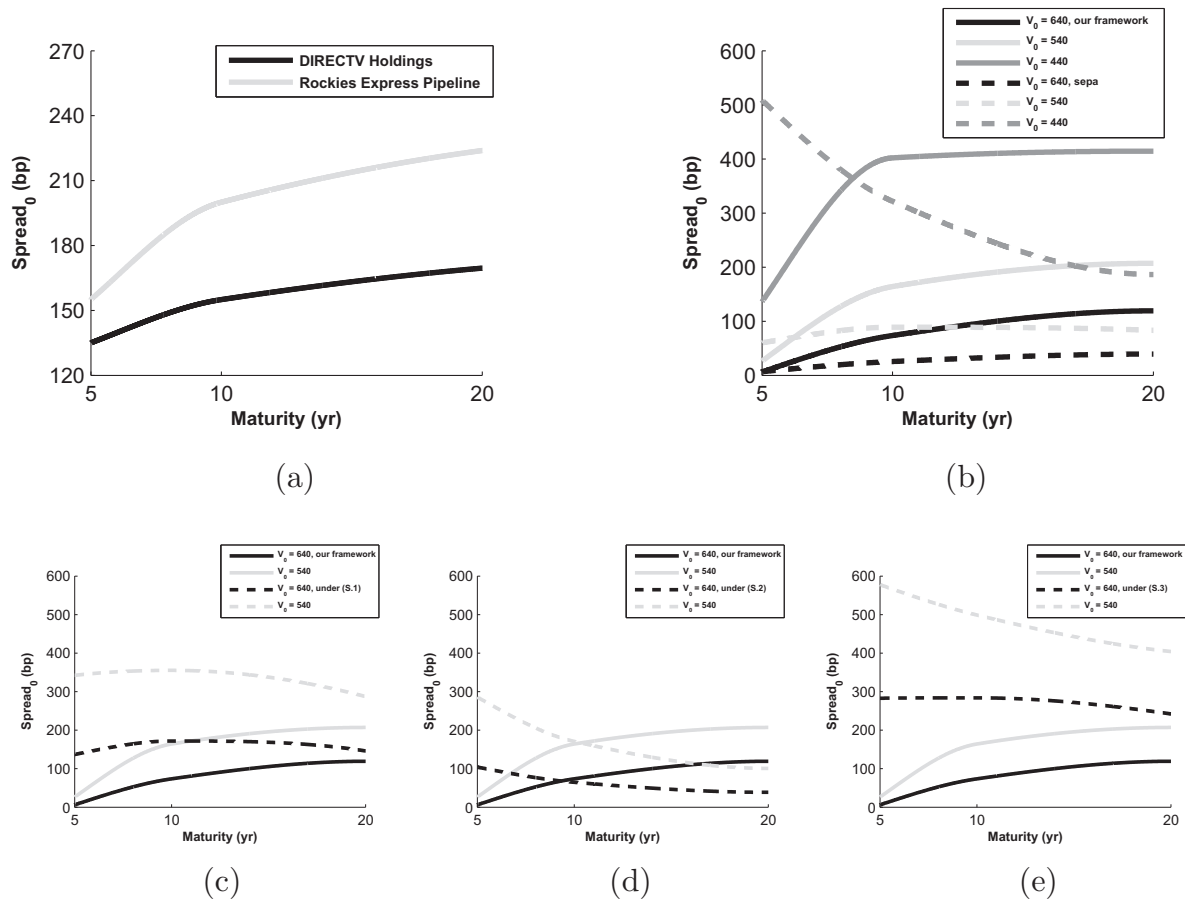 DIRECTV Holdings
Rockies Express Pipeline
270
240
210
180
150
120
Spread0 (bp)
5 10 20
Maturity (yr)
(a)
V0 = 640, our framework
V0 = 540
V0 = 440
V0 = 640, sepa
V0 = 540
V0 = 440
600
500
400
300
200
100
0
Spread0 (bp)
5 10 20
Maturity (yr)
(b)
V0 = 640, our framework
V0 = 540
V0 = 640, under (S.1)
V0 = 540
600
500
400
300
200
100
0
Spread0 (bp)
5 10 20
Maturity (yr)
(c)
V0 = 640, our framework
V0 = 540
V0 = 640, under (S.2)
V0 = 540
600
500
400
300
200
100
0
Spread0 (bp)
5 10 20
Maturity (yr)
(d)
V0 = 640, our framework
V0 = 540
V0 = 640, under (S.3)
V0 = 540
600
500
400
300
200
100
0
Spread0 (bp)
5 10 20
Maturity (yr)
(e)